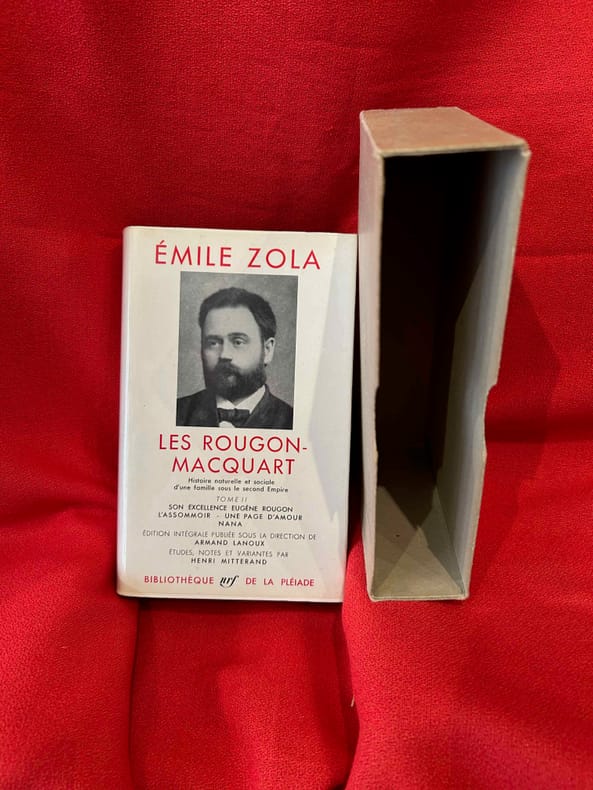 ÉMILE ZOLA
LES ROUGON-
MACQUART
Histoire naturelle et sociale
d'une famille sous le second Empire
TOME II
SON EXCELLENCE EUGÈNE ROUGON
L'ASSOMMOIR - UNE PAGE D'AMOUR
NANA
ÉDITION INTÉGRALE PUBLIÉE SOUS LA DIRECTION DE
ARMAND LANOUX
ÉTUDES, NOTES ET VARIANTES PAR
HENRI MITTERAND
BIBLIOTHÈQUE nrf DE LA PLÉIADE